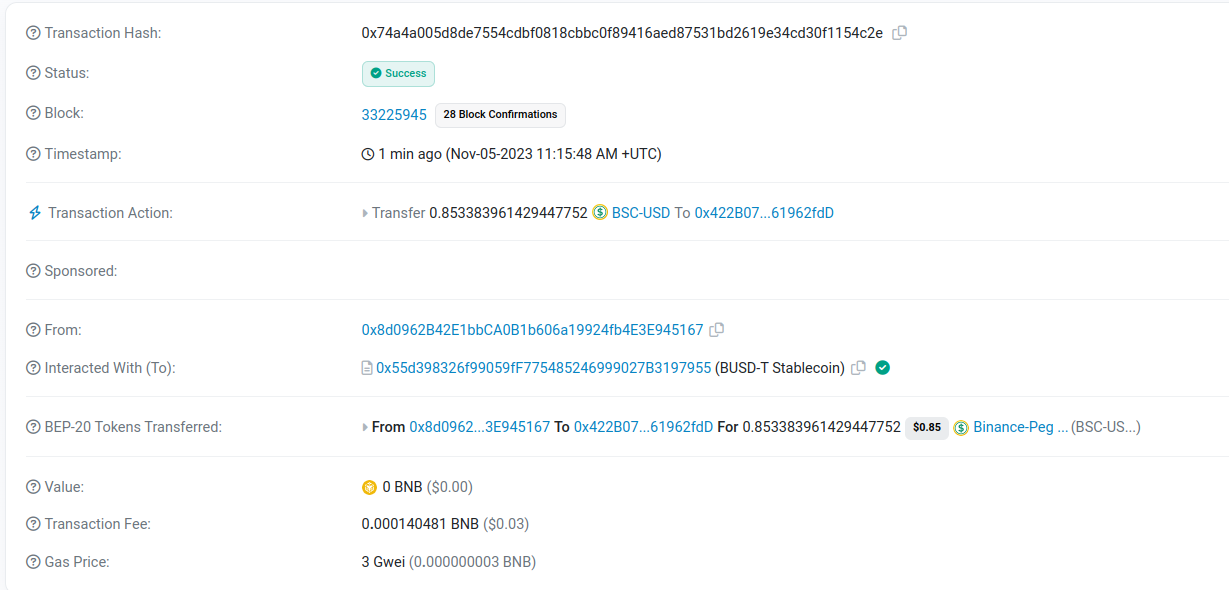 Transaction Hash: 0x74a4a005d8de7554cdbf0818cbbc0f89416aed87531bd2619e34cd30f1154c2e
Status: Success
Block: 33225945 28 Block Confirmations
Timestamp: 1 min ago (Nov-05-2023 11:15:48 AM +UTC)
Transaction Action: Transfer 0.853383961429447752 BSC-USD To 0x422B07...61962fdD
Sponsored:
From: 0x8d0962B42E1bbCA0B1b606a19924fb4E3E945167
Interacted With (To): 0x55d398326f99059fF775485246999027B3197955 (BUSD-T Stablecoin)
BEP-20 Tokens Transferred: From 0x8d0962...3E945167 To 0x422B07...61962fdD For 0.853383961429447752 $0.85 Binance-Peg ... (BSC-US...)
Value: 0 BNB ($0.00)
Transaction Fee: 0.000140481 BNB ($0.03)
Gas Price: 3 Gwei (0.000000003 BNB)